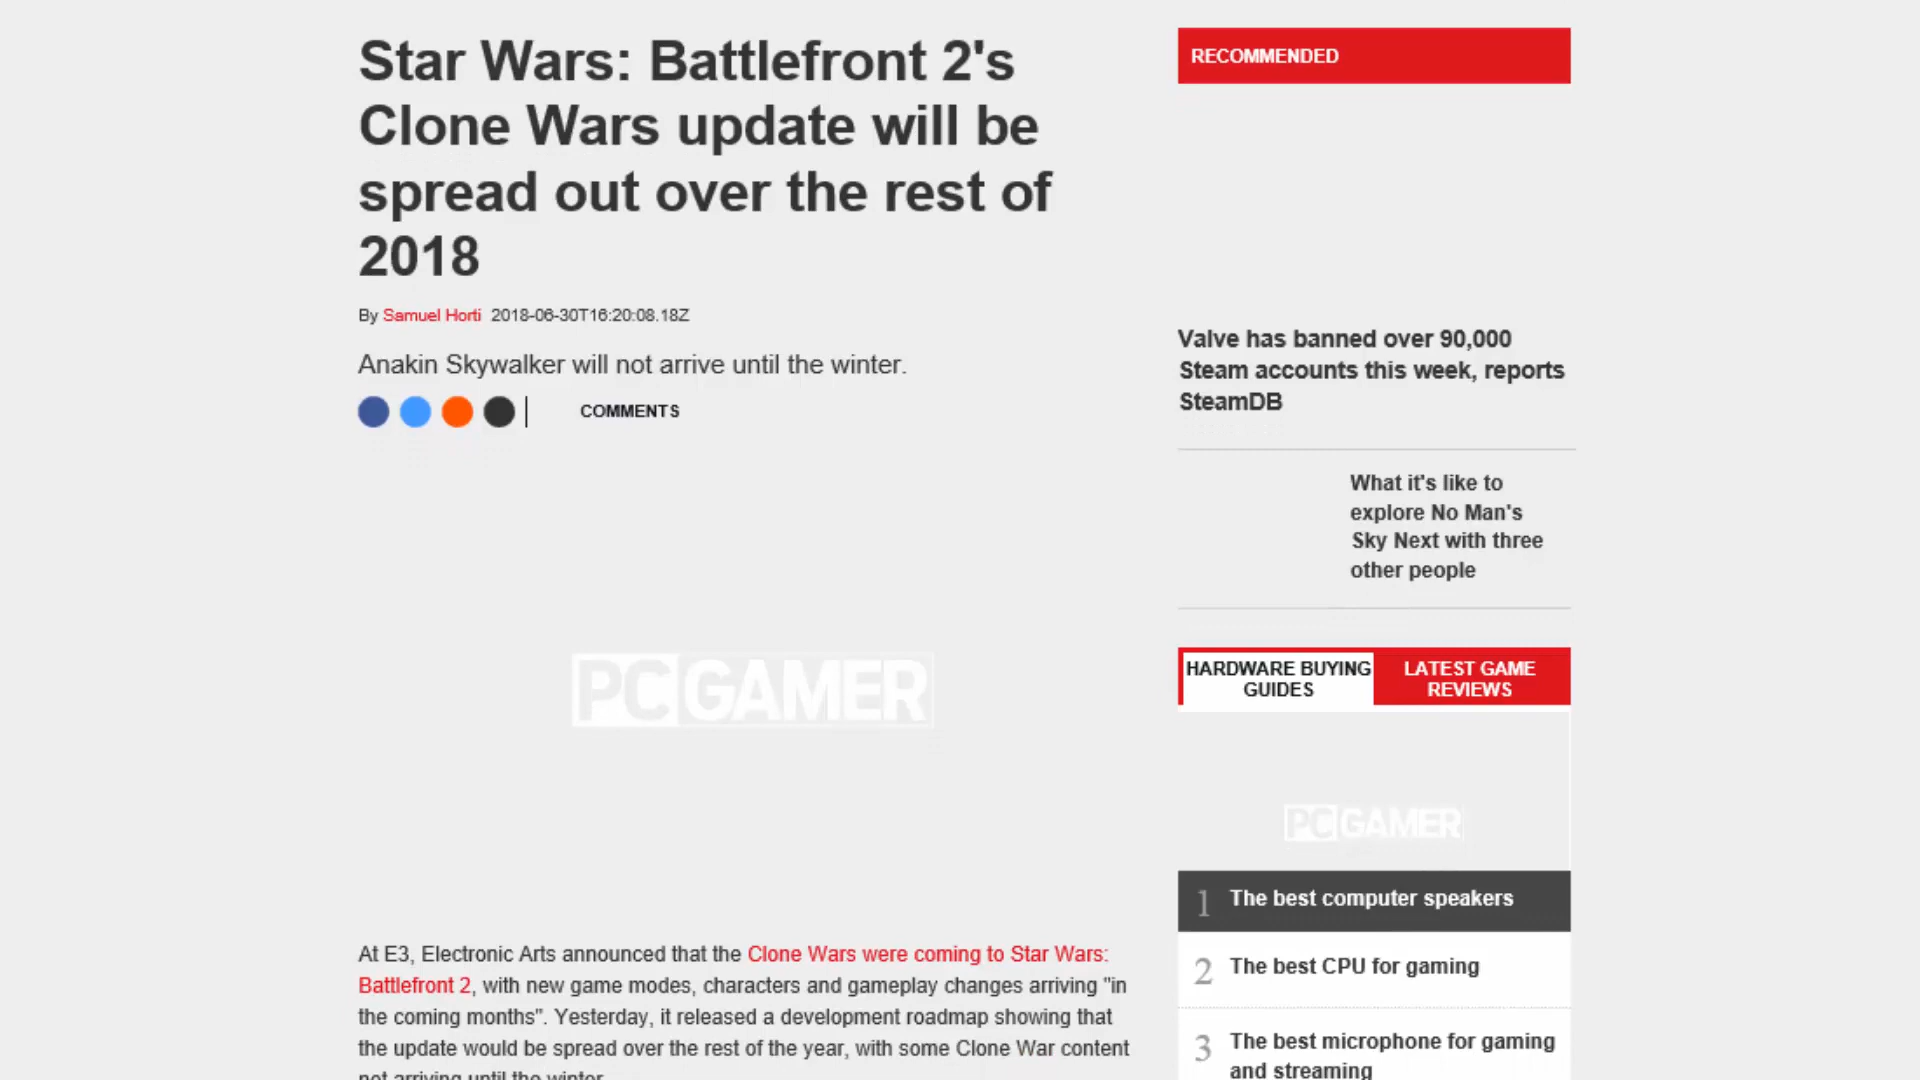 Star Wars: Battlefront 2's
Clone Wars update will be
spread out over the rest of
2018
By Samuel Horti 2018-06-30T16:20:08.18Z
Anakin Skywalker will not arrive until the winter.
COMMENTS
PC GAMER
At E3, Electronic Arts announced that the Clone Wars were coming to Star Wars:
Battlefront 2, with new game modes, characters and gameplay changes arriving "in
the coming months". Yesterday, it released a development roadmap showing that
the update would be spread over the rest of the year, with some Clone War content
not arriving until the winter.
RECOMMENDED
Valve has banned over 90,000
Steam accounts this week, reports
SteamDB
What it's like to
explore No Man's
Sky Next with three
other people
HARDWARE BUYING
GUIDES
LATEST GAME
REVIEWS
PC GAMER
1 The best computer speakers
2 The best CPU for gaming
3 The best microphone for gaming
and streaming